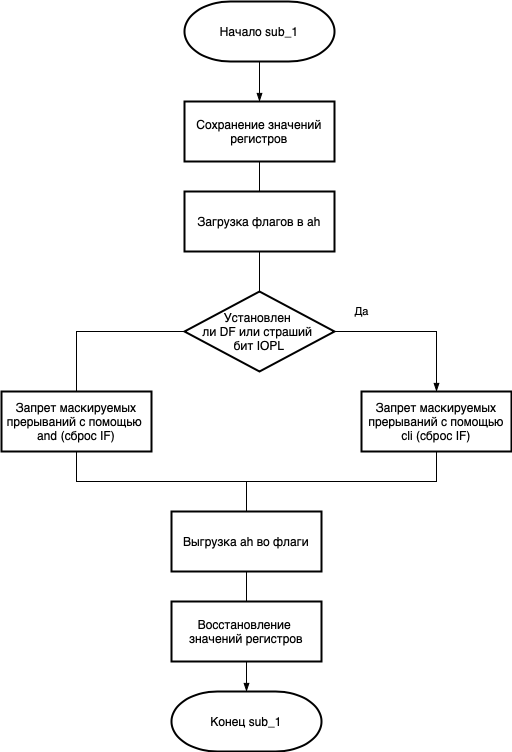 Начало sub_1
Сохранение значений
регистров
Загрузка флагов в ah
Установлен
ли DF или страший
бит IOPL
Да
Запрет маскируемых
прерываний с помощью
and (сброс IF)
Запрет маскируемых
прерываний с помощью
cli (сброс IF)
Выгрузка ah во флаги
Восстановление
значений регистров
Конец sub_1